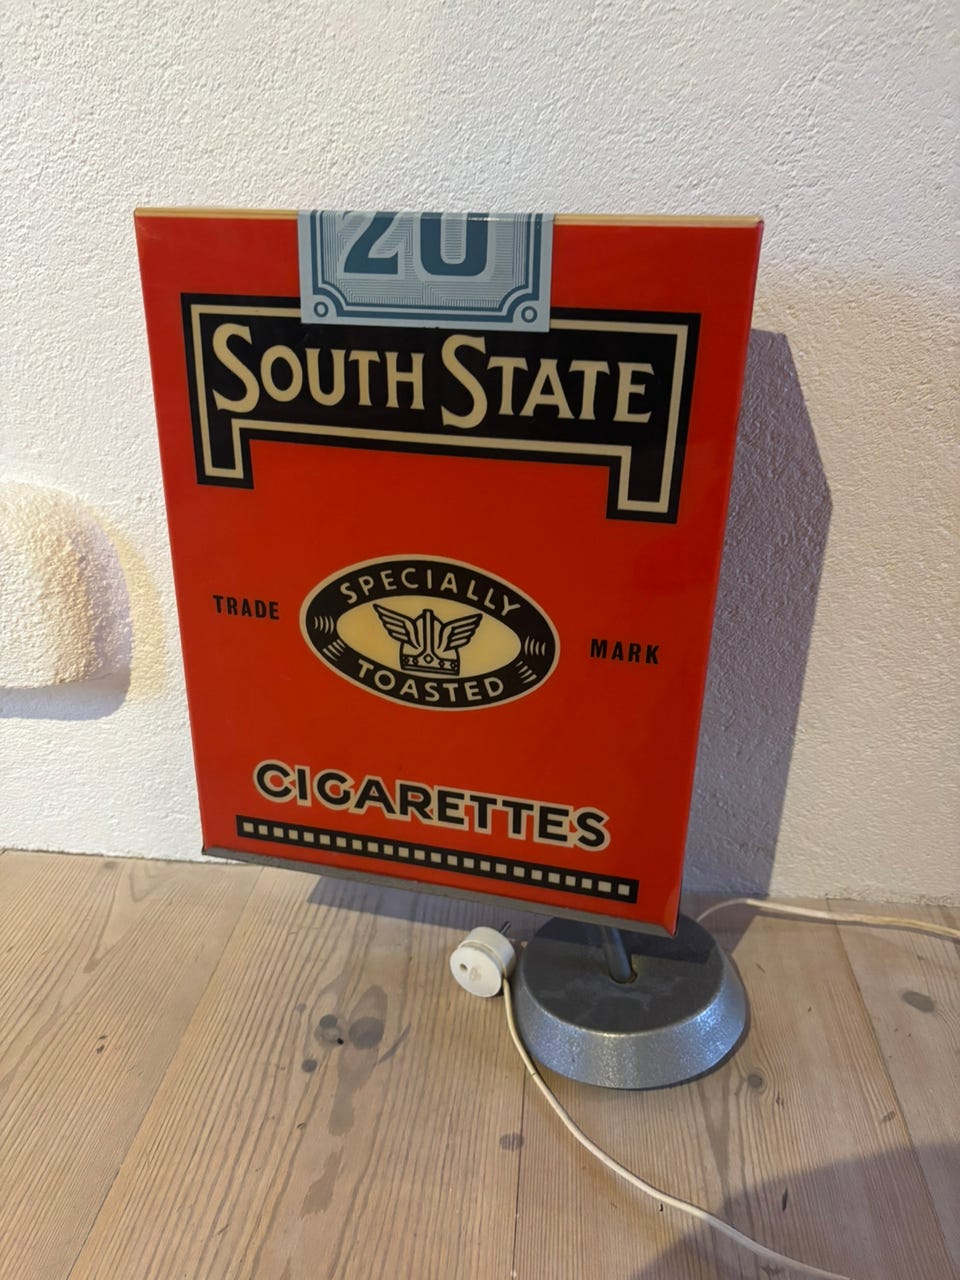 20
SOUTH STATE
SPECIALLY
TRADE
MARK
TOASTED
CIGARETTES